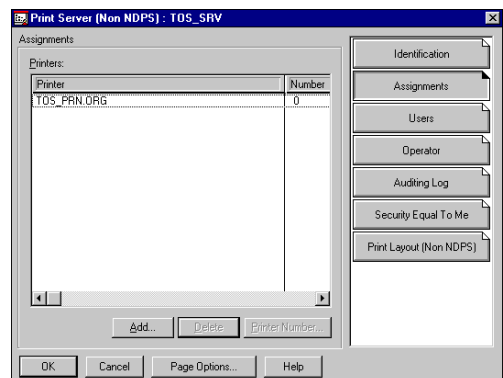 Print Server (Non NDPS) : TOS_SRV
Assignments
Printers:
Printer Number
TOS_PRN.ORG 0
Add... Delete Printer Number...
OK Cancel Page Options... Help
Identification
Assignments
Users
Operator
Auditing Log
Security Equal To Me
Print Layout (Non NDPS)